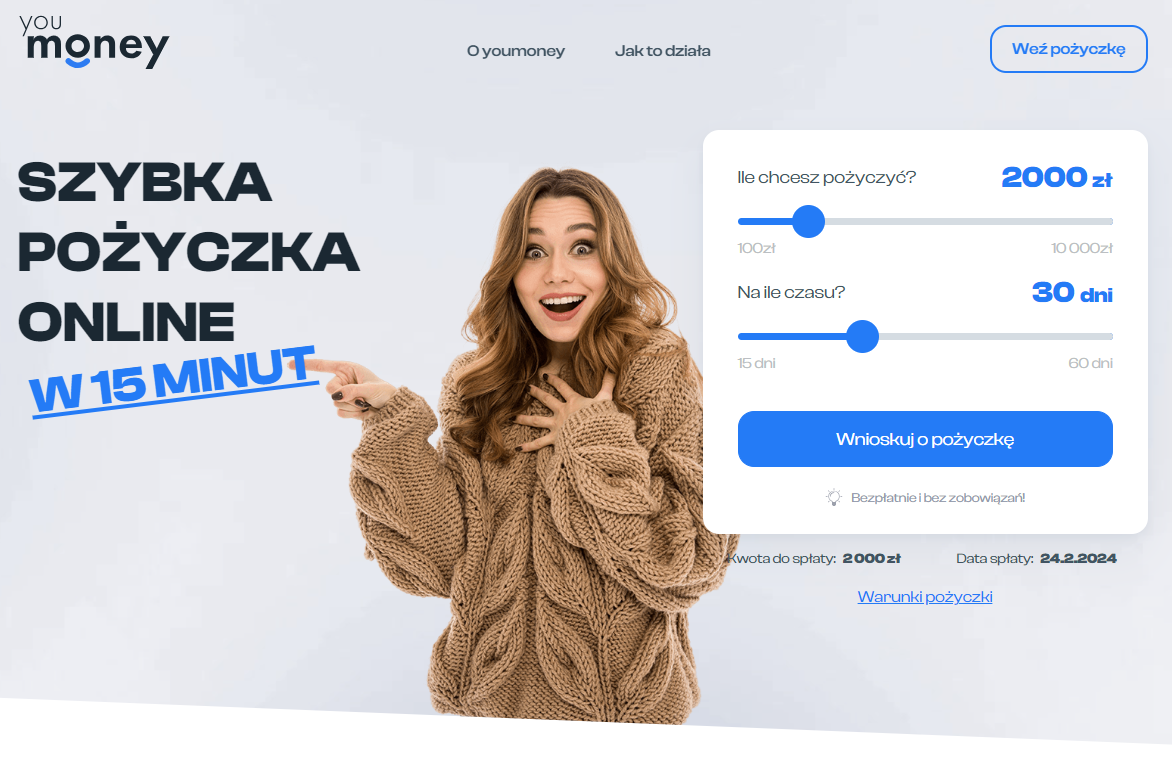 you
money
O youmoney
Jak to działa
Weź pożyczkę
SZYBKA
POŻYCZKA
ONLINE
W 15 MINUT
Ile chcesz pożyczyć?
2000 zł
100zł
10 000zł
Na ile czasu?
30 dni
15 dni
60 dni
Wnioskuj o pożyczkę
Bezpłatnie i bez zobowiązań!
Kwota do spłaty: 2 000 zł
Data spłaty: 24.2.2024
Warunki pożyczki